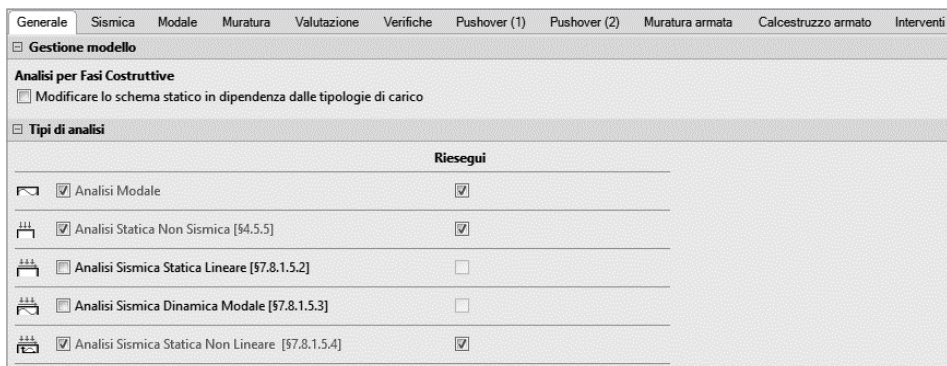 Generale Sismica Modale Muratura Valutazione Verifiche Pushover (1) Pushover (2) Muratura armata Calcestruzzo armato Interventi
Gestione modello
Analisi per Fasi Costruttive
Modificare lo schema statico in dipendenza dalle tipologie di carico
Tipi di analisi
Riesegui
Analisi Modale
Analisi Statica Non Sismica [§4.5.5]
Analisi Sismica Statica Lineare [§7.8.1.5.2]
Analisi Sismica Dinamica Modale [§7.8.1.5.3]
Analisi Sismica Statica Non Lineare [§7.8.1.5.4]